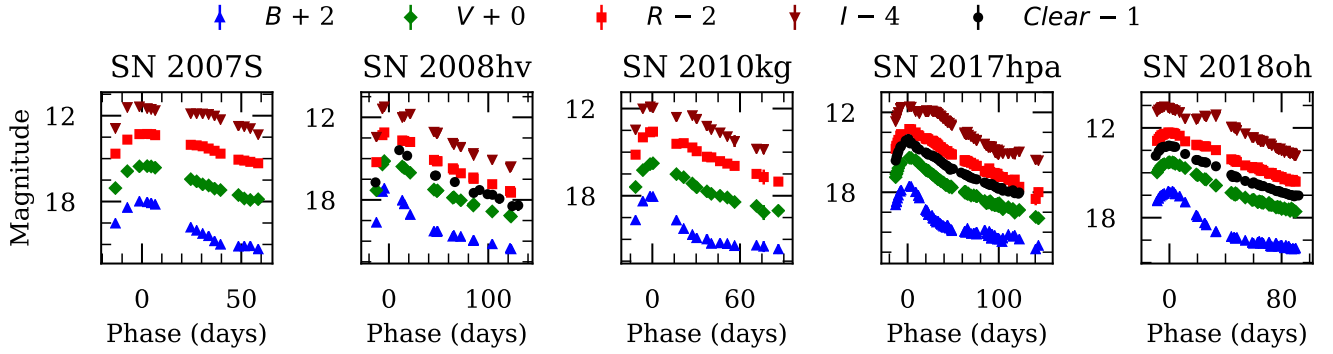 B + 2 V + 0 R − 2 I − 4 Clear − 1
SN 2007S SN 2008hv SN 2010kg SN 2017hpa SN 2018oh
Magnitude
12 18
12 18
12 18
12 18
12 18
0 50 0 100 0 60 0 100 0 80
Phase (days) Phase (days) Phase (days) Phase (days) Phase (days)